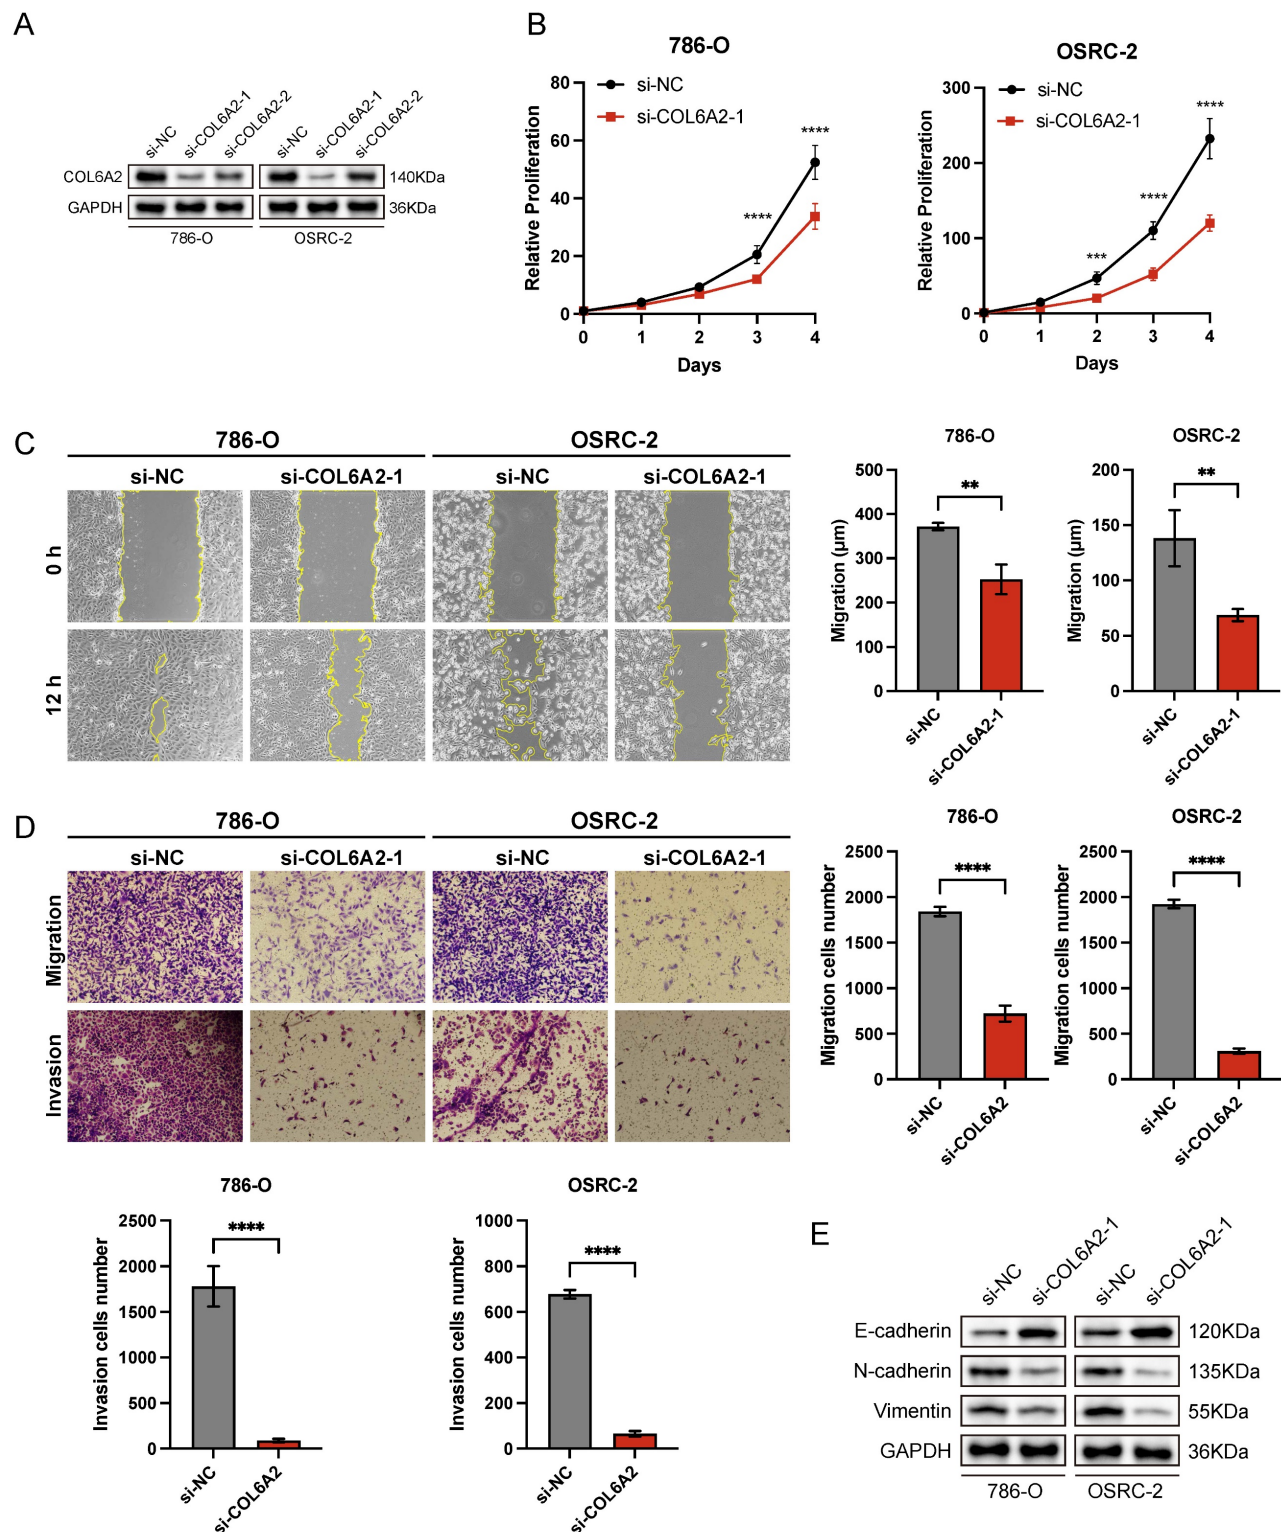 A
si-NC
si-COL6A2-1
si-COL6A2-2
si-NC
si-COL6A2-1
si-COL6A2-2
COL6A2
140KDa
GAPDH
36KDa
786-O
OSRC-2
B
786-O
si-NC
si-COL6A2-1
Relative Proliferation
80
60
40
20
0
****
****
0 1 2 3 4
Days
OSRC-2
si-NC
si-COL6A2-1
Relative Proliferation
300
200
100
0
***
****
****
0 1 2 3 4
Days
C
786-O
OSRC-2
si-NC
si-COL6A2-1
si-NC
si-COL6A2-1
0 h
12 h
786-O
Migration (μm)
500
400
300
200
100
0
**
si-NC
si-COL6A2-1
OSRC-2
Migration (μm)
200
150
100
50
0
**
si-NC
si-COL6A2-1
D
786-O
OSRC-2
si-NC
si-COL6A2-1
si-NC
si-COL6A2-1
Migration
Invasion
786-O
Migration cells number
2500
2000
1500
1000
500
0
****
si-NC
si-COL6A2
OSRC-2
Migration cells number
2500
2000
1500
1000
500
0
****
si-NC
si-COL6A2
786-O
Invasion cells number
2500
2000
1500
1000
500
0
****
si-NC
si-COL6A2
OSRC-2
Invasion cells number
1000
800
600
400
200
0
****
si-NC
si-COL6A2
E
si-NC
si-COL6A2-1
si-NC
si-COL6A2-1
E-cadherin
120KDa
N-cadherin
135KDa
Vimentin
55KDa
GAPDH
36KDa
786-O
OSRC-2